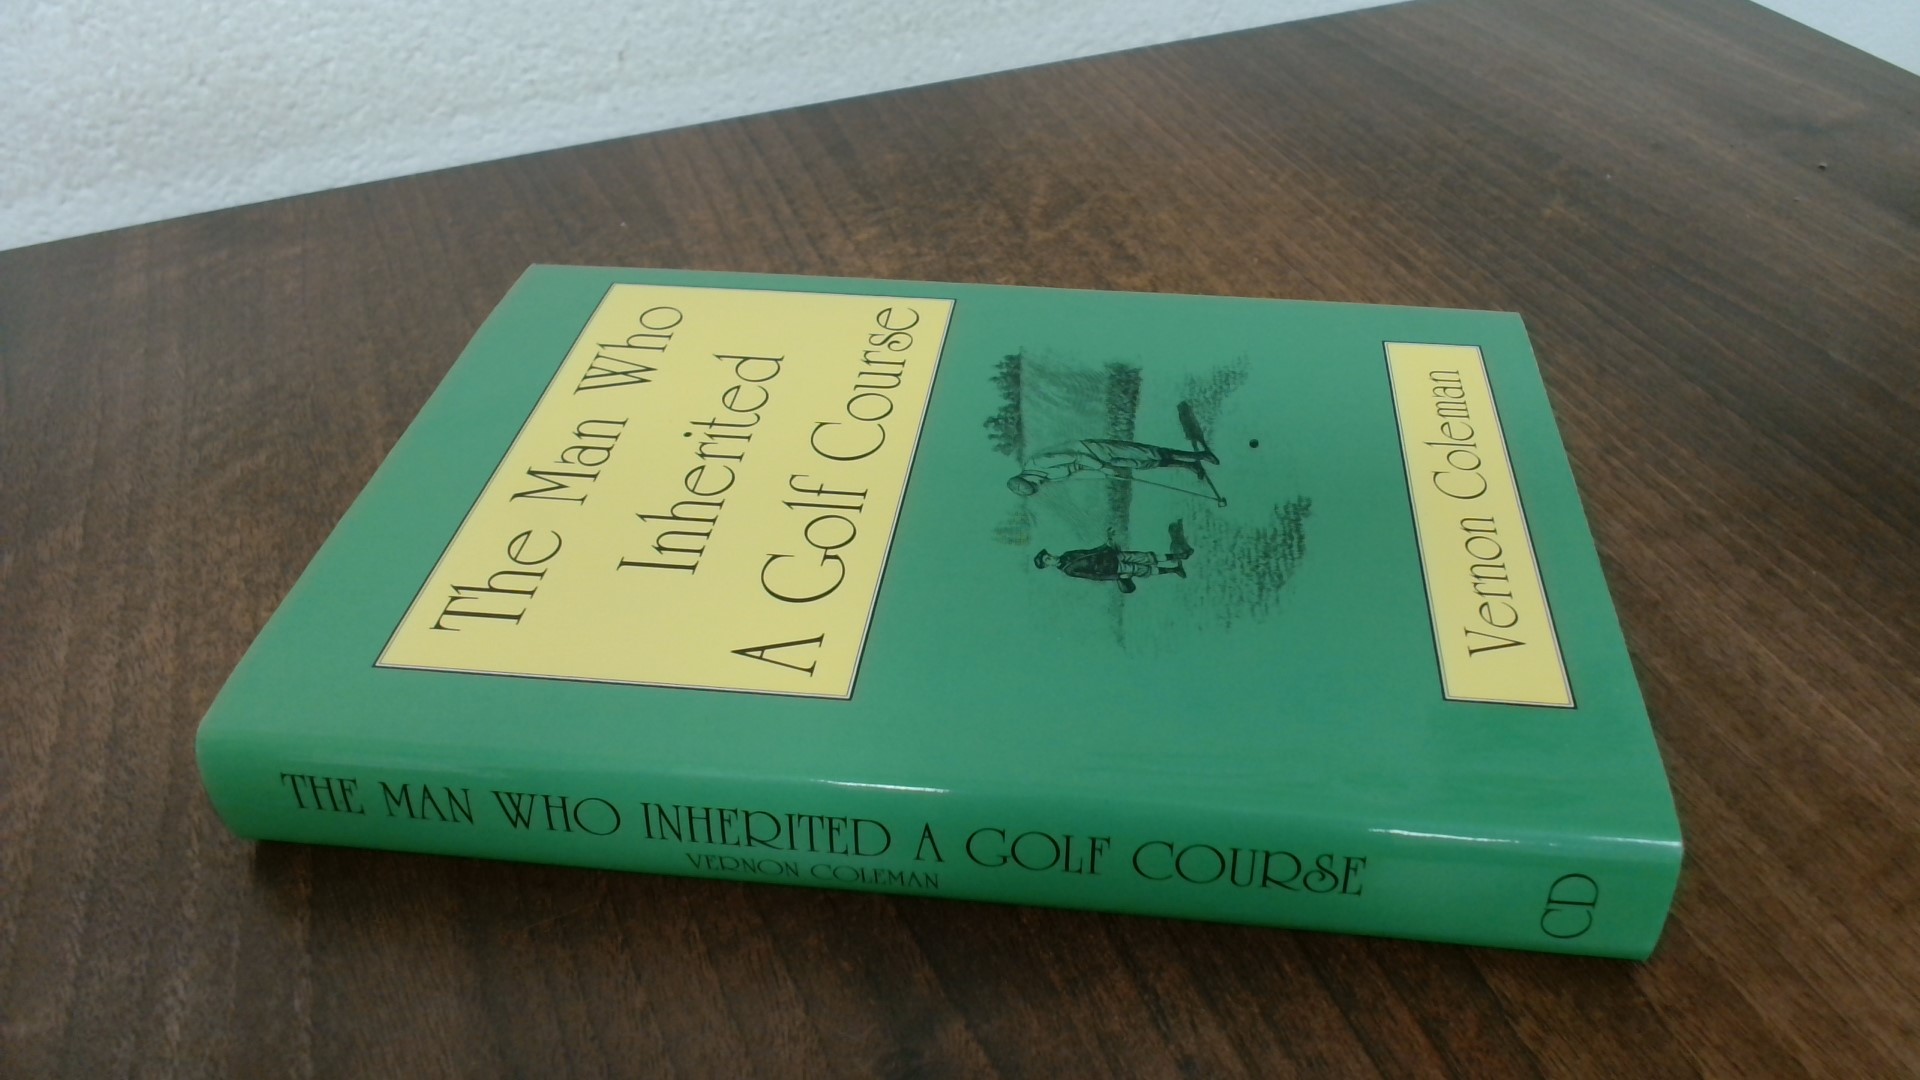 The Man Who
Inherited
A Golf Course
Vernon Coleman
THE MAN WHO INHERITED A GOLF COURSE
VERNON COLEMAN
CD